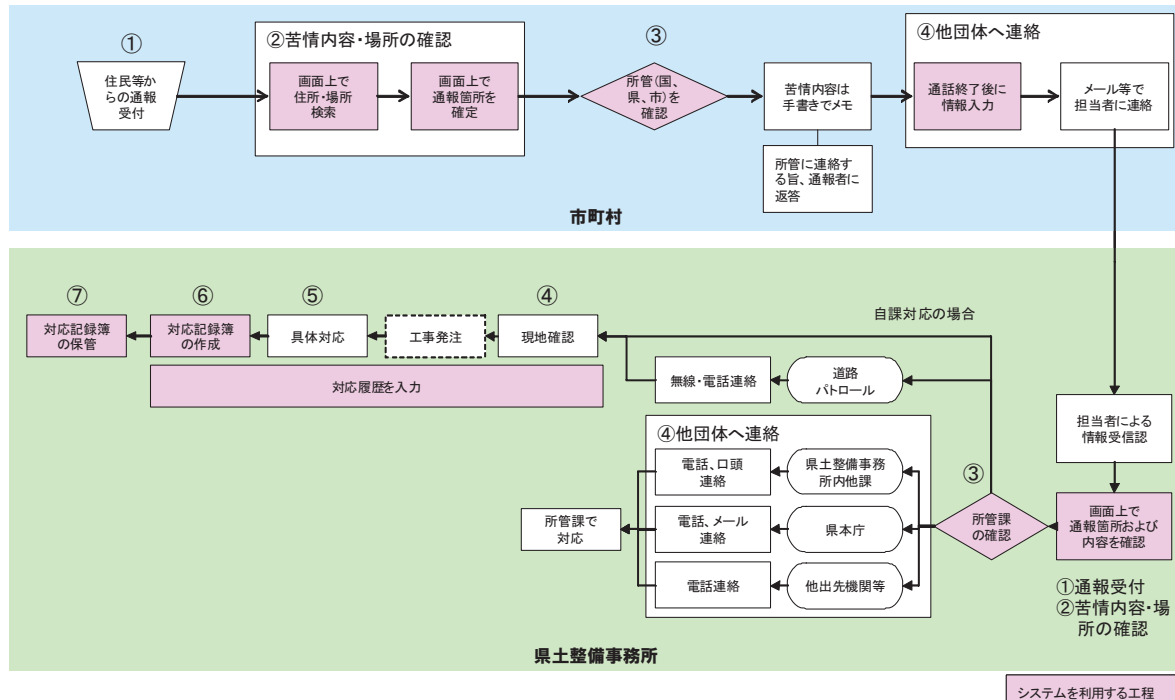 ①
住民等か
らの通報
受付
②苦情内容・場所の確認
画面上で
住所・場所
検索
画面上で
通報箇所を
確定
③
所管(国、
県、市)を
確認
苦情内容は
手書きでメモ
所管に連絡す
る旨、通報者に
返答
④他団体へ連絡
通話終了後に
情報入力
メール等で
担当者に連絡
市町村
⑦
対応記録簿
の保管
⑥
対応記録簿
の作成
⑤
具体対応
工事発注
④
現地確認
対応履歴を入力
自課対応の場合
無線・電話連絡
道路
パトロール
④他団体へ連絡
電話、口頭
連絡
県土整備事務
所内他課
電話、メール
連絡
県本庁
電話連絡
他出先機関等
所管課で
対応
③
所管課
の確認
担当者による
情報受信認
画面上で
通報箇所および
内容を確認
①通報受付
②苦情内容・場
所の確認
県土整備事務所
システムを利用する工程